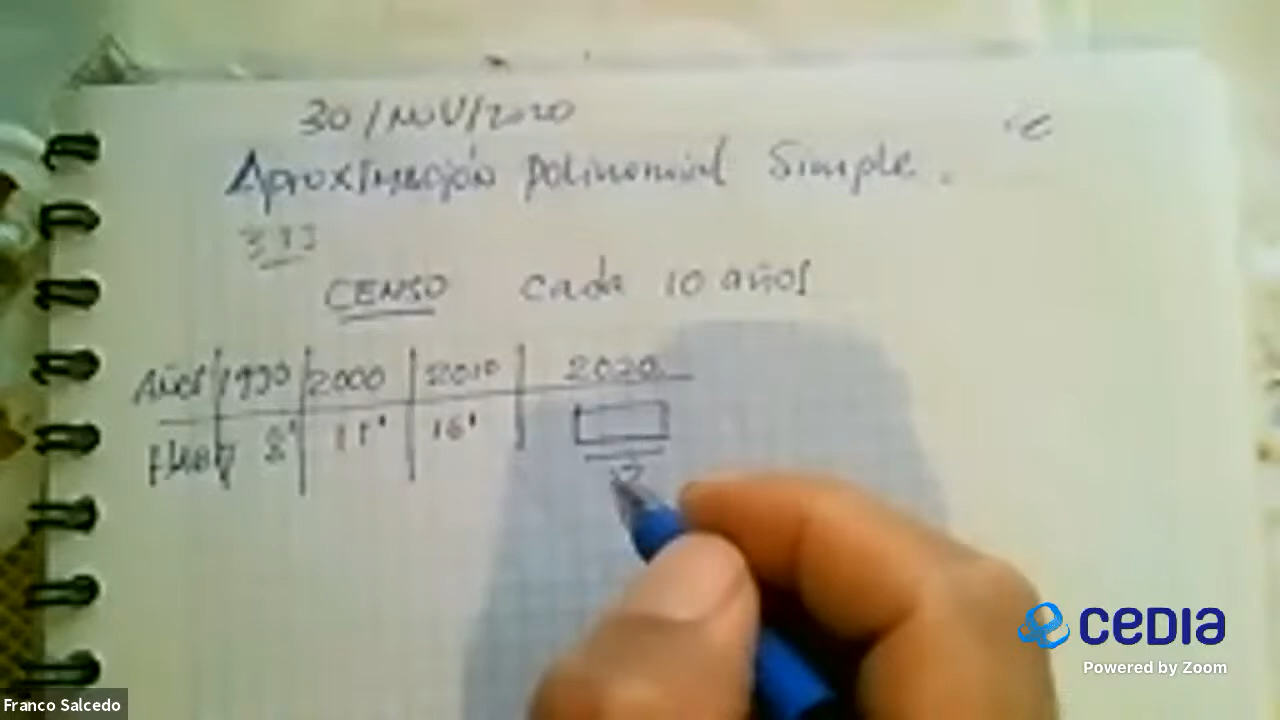 30/NOV/2020
Aproximación polinomial Simple.
CENSO cada 10 años
Años 1990 2000 2010 2020
8' 11' 16'
cedia
Powered by Zoom
Franco Salcedo